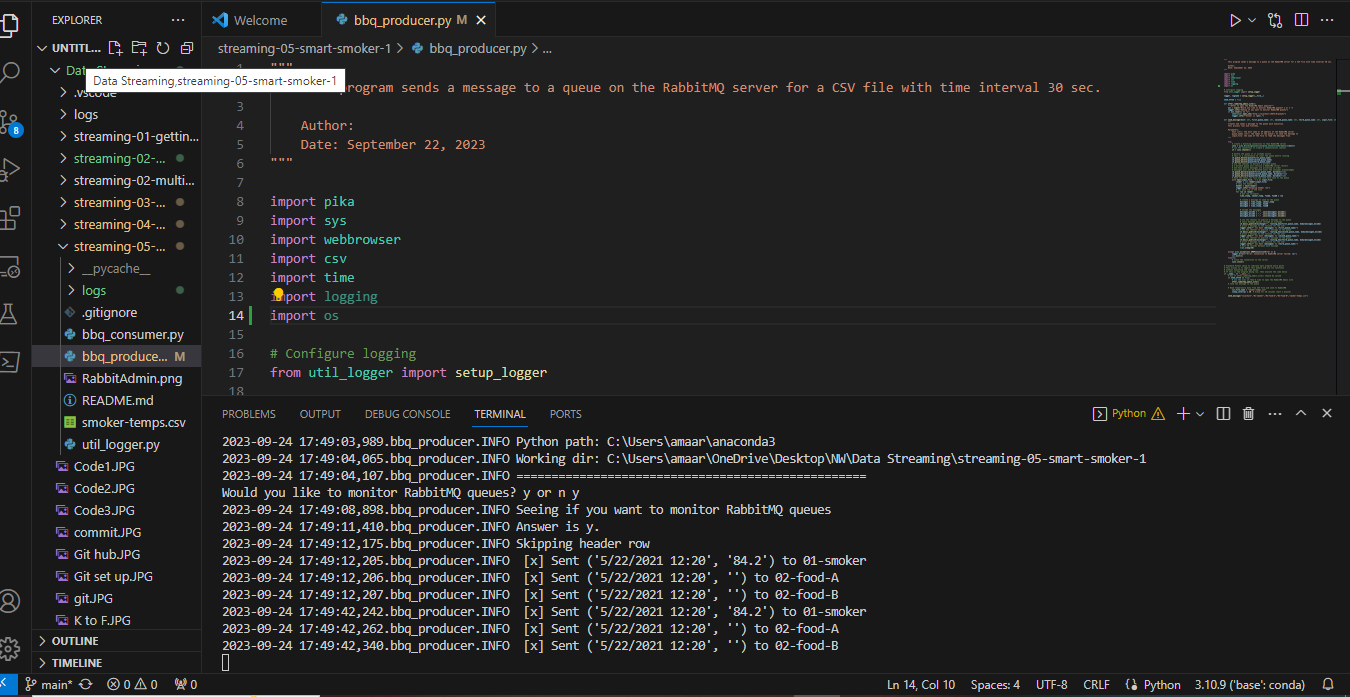 EXPLORER
Welcome
bbq_producer.py M
UNTITL...
streaming-05-smart-smoker-1 > bbq_producer.py > ...
Data Streaming,streaming-05-smart-smoker-1
.vscode
logs
streaming-01-gettin...
streaming-02-...
streaming-02-multi...
streaming-03-...
streaming-04-...
streaming-05-...
__pycache__
logs
.gitignore
bbq_consumer.py
bbq_produce... M
RabbitAdmin.png
README.md
smoker-temps.csv
util_logger.py
Code1.JPG
Code2.JPG
Code3.JPG
commit.JPG
Git hub.JPG
Git set up.JPG
gitJPG
K to F.JPG
OUTLINE
TIMELINE
8
1 """
program sends a message to a queue on the RabbitMQ server for a CSV file with time interval 30 sec.
3
4 Author:
5 Date: September 22, 2023
6 """
7
8 import pika
9 import sys
10 import webbrowser
11 import csv
12 import time
13 import logging
14 import os
15
16 # Configure logging
17 from util_logger import setup_logger
18
PROBLEMS OUTPUT DEBUG CONSOLE TERMINAL PORTS
Python
2023-09-24 17:49:03,989.bbq_producer.INFO Python path: C:\Users\amaar\anaconda3
2023-09-24 17:49:04,065.bbq_producer.INFO Working dir: C:\Users\amaar\OneDrive\Desktop\NW\Data Streaming\streaming-05-smart-smoker-1
2023-09-24 17:49:04,107.bbq_producer.INFO ==================================================
Would you like to monitor RabbitMQ queues? y or n y
2023-09-24 17:49:08,898.bbq_producer.INFO Seeing if you want to monitor RabbitMQ queues
2023-09-24 17:49:11,410.bbq_producer.INFO Answer is y.
2023-09-24 17:49:12,175.bbq_producer.INFO Skipping header row
2023-09-24 17:49:12,205.bbq_producer.INFO  [x] Sent ('5/22/2021 12:20', '84.2') to 01-smoker
2023-09-24 17:49:12,206.bbq_producer.INFO  [x] Sent ('5/22/2021 12:20', '') to 02-food-A
2023-09-24 17:49:12,207.bbq_producer.INFO  [x] Sent ('5/22/2021 12:20', '') to 02-food-B
2023-09-24 17:49:42,242.bbq_producer.INFO  [x] Sent ('5/22/2021 12:20', '84.2') to 01-smoker
2023-09-24 17:49:42,262.bbq_producer.INFO  [x] Sent ('5/22/2021 12:20', '') to 02-food-A
2023-09-24 17:49:42,340.bbq_producer.INFO  [x] Sent ('5/22/2021 12:20', '') to 02-food-B
main* 0 0 0 Ln 14, Col 10 Spaces: 4 UTF-8 CRLF Python 3.10.9 ('base': conda)